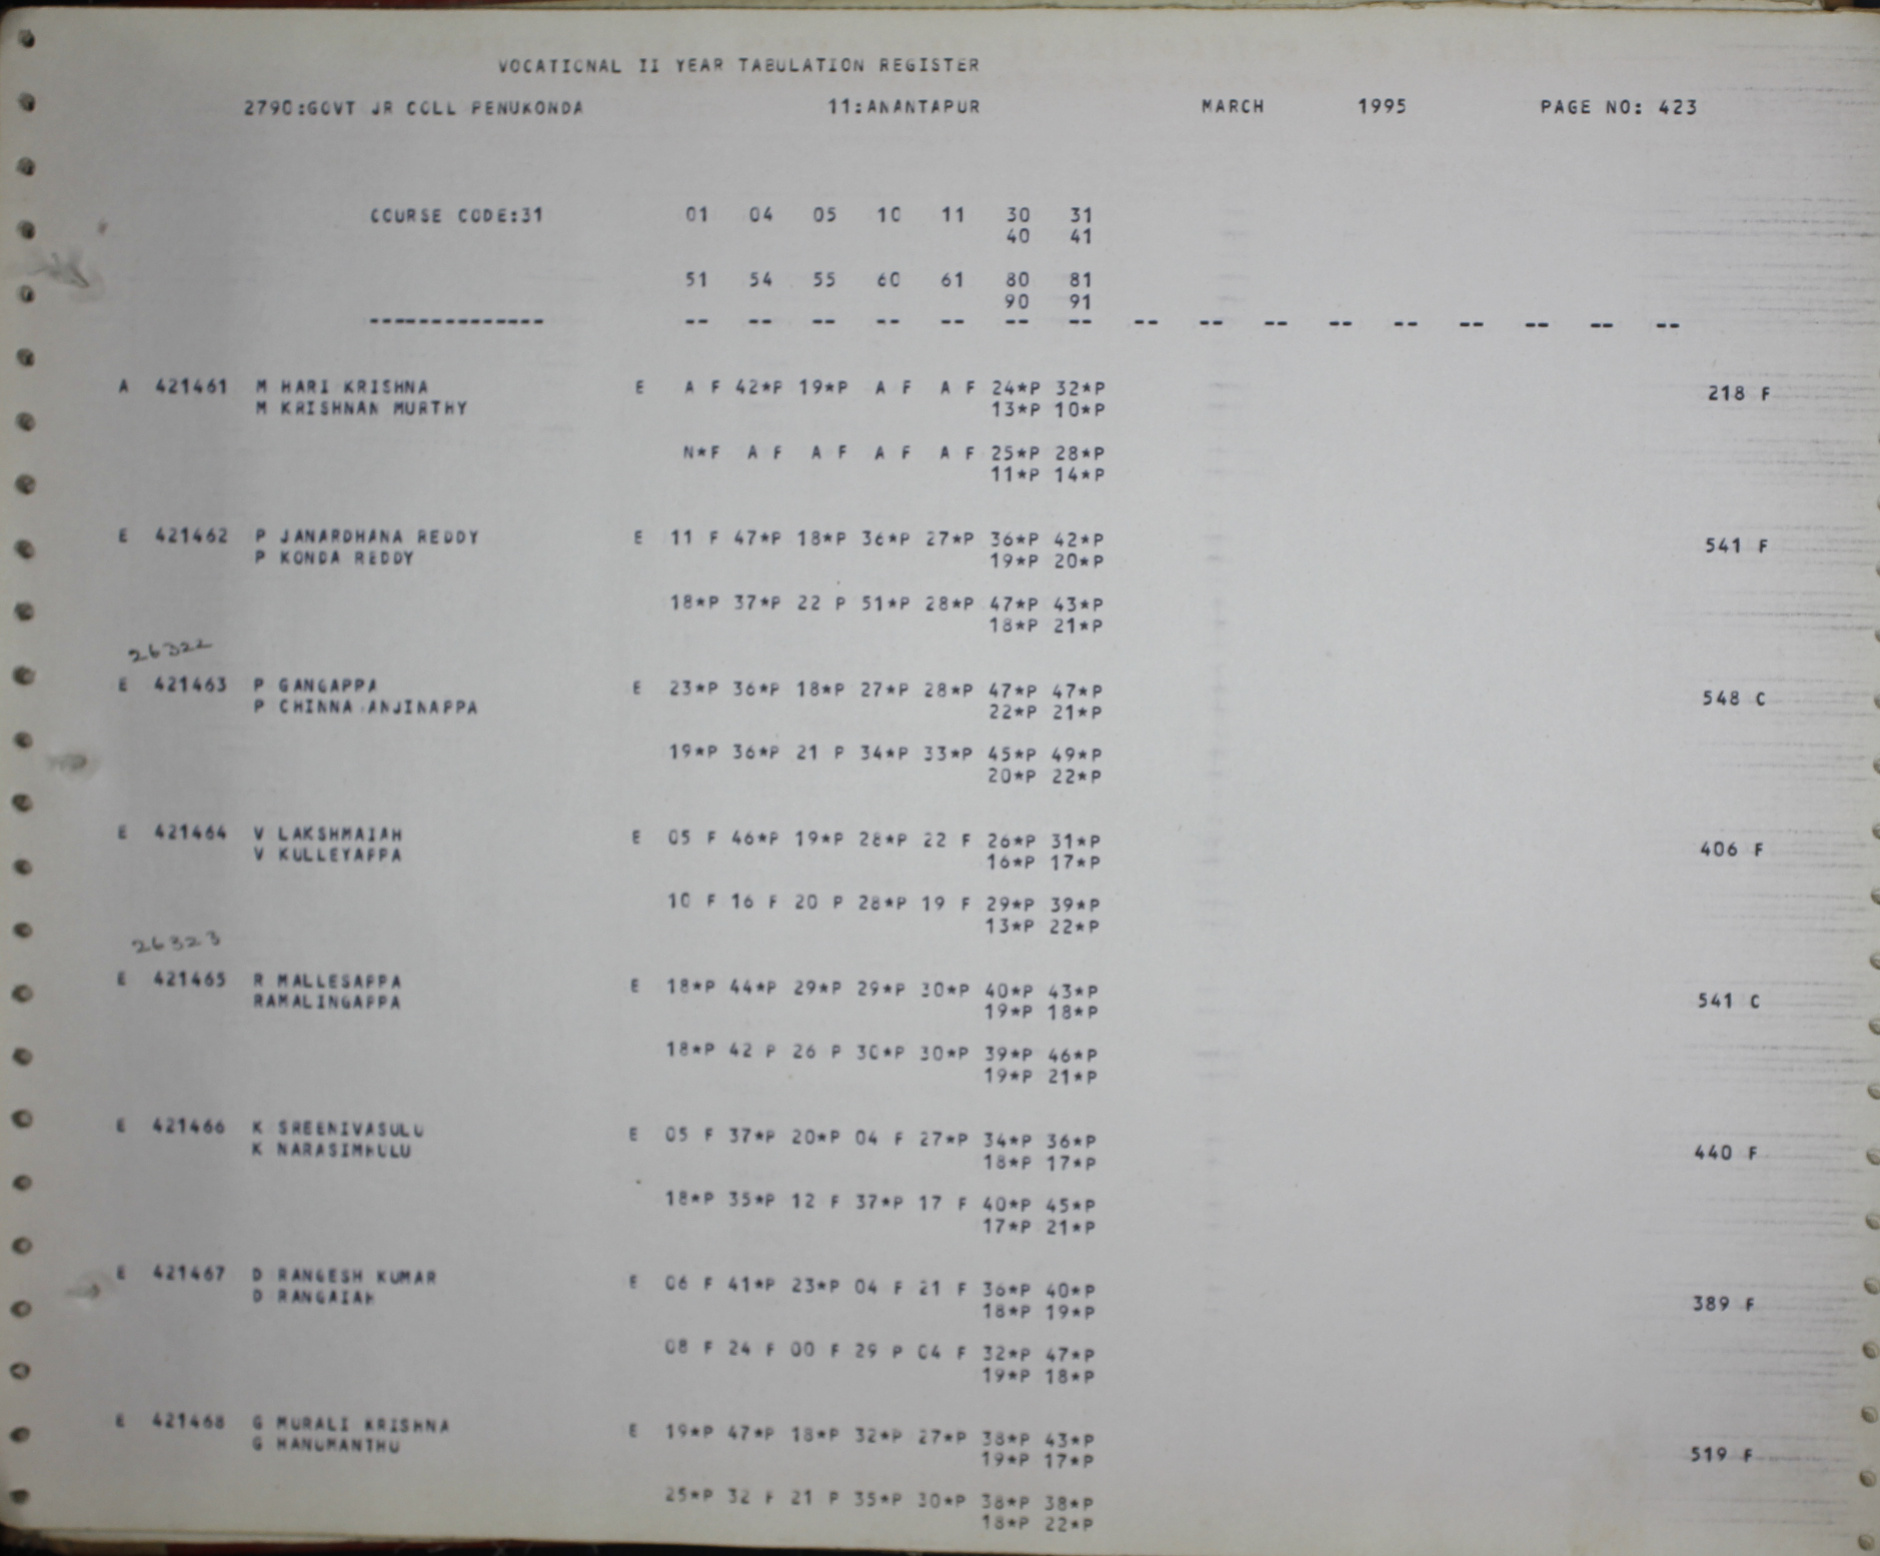 VOCATIONAL II YEAR TABULATION REGISTER
2790:GOVT JR COLL PENUKONDA 11:ANANTAPUR MARCH 1995 PAGE NO: 423
COURSE CODE:31 01 04 05 10 11 30 31
40 41
51 54 55 60 61 80 81
90 91
-------------- -- -- -- -- -- -- -- -- -- -- -- -- -- -- -- --
A 421461 M HARI KRISHNA E A F 42*P 19*P A F A F 24*P 32*P 218 F
M KRISHNAN MURTHY 13*P 10*P
N*F A F A F A F A F 25*P 28*P
11*P 14*P
E 421462 P JANARDHANA REDDY E 11 F 47*P 18*P 36*P 27*P 36*P 42*P 541 F
P KONDA REDDY 19*P 20*P
18*P 37*P 22 P 51*P 28*P 47*P 43*P
18*P 21*P
26322
E 421463 P GANGAPPA E 23*P 36*P 18*P 27*P 28*P 47*P 47*P 548 C
P CHINNA ANJINAPPA 22*P 21*P
19*P 36*P 21 P 34*P 33*P 45*P 49*P
20*P 22*P
E 421464 V LAKSHMAIAH E 05 F 46*P 19*P 28*P 22 F 26*P 31*P 406 F
V KULLEYAPPA 16*P 17*P
10 F 16 F 20 P 28*P 19 F 29*P 39*P
13*P 22*P
26323
E 421465 R MALLESAPPA E 18*P 44*P 29*P 29*P 30*P 40*P 43*P 541 C
RAMALINGAPPA 19*P 18*P
18*P 42 P 26 P 30*P 30*P 39*P 46*P
19*P 21*P
E 421466 K SREENIVASULU E 05 F 37*P 20*P 04 F 27*P 34*P 36*P 440 F
K NARASIMHULU 18*P 17*P
18*P 35*P 12 F 37*P 17 F 40*P 45*P
17*P 21*P
E 421467 D RANGESH KUMAR E 06 F 41*P 23*P 04 F 21 F 36*P 40*P 389 F
D RANGAIAH 18*P 19*P
08 F 24 F 00 F 29 P 04 F 32*P 47*P
19*P 18*P
E 421468 G MURALI KRISHNA E 19*P 47*P 18*P 32*P 27*P 38*P 43*P 519 F
G HANUMANTHU 19*P 17*P
25*P 32 F 21 P 35*P 30*P 38*P 38*P
18*P 22*P